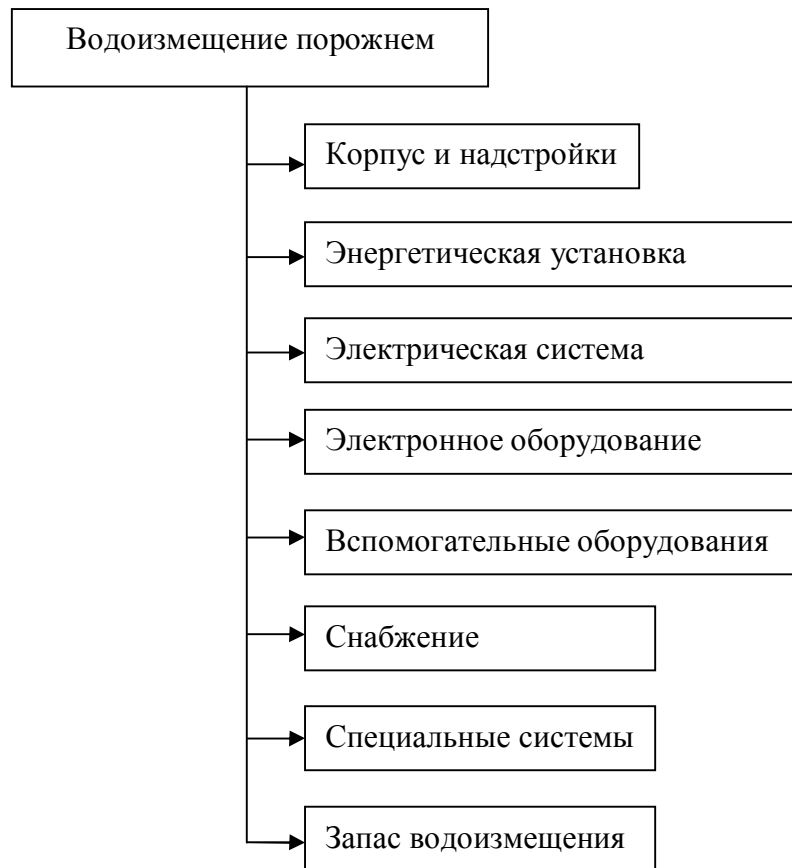 Водоизмещение порожнем
Корпус и надстройки
Энергетическая установка
Электрическая система
Электронное оборудование
Вспомогательные оборудования
Снабжение
Специальные системы
Запас водоизмещения